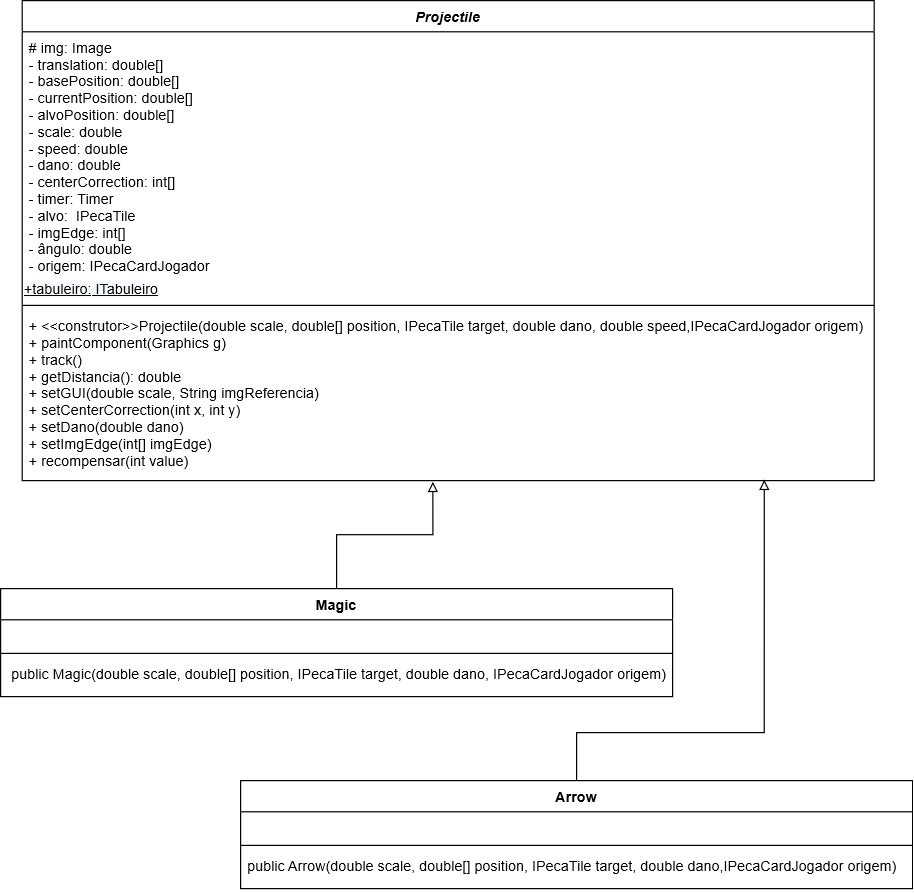 Projectile
# img: Image
- translation: double[]
- basePosition: double[]
- currentPosition: double[]
- alvoPosition: double[]
- scale: double
- speed: double
- dano: double
- centerCorrection: int[]
- timer: Timer
- alvo:  IPecaTile
- imgEdge: int[]
- ângulo: double
- origem: IPecaCardJogador
+tabuleiro: ITabuleiro
+ <<construtor>>Projectile(double scale, double[] position, IPecaTile target, double dano, double speed,IPecaCardJogador origem)
+ paintComponent(Graphics g)
+ track()
+ getDistancia(): double
+ setGUI(double scale, String imgReferencia)
+ setCenterCorrection(int x, int y)
+ setDano(double dano)
+ setImgEdge(int[] imgEdge)
+ recompensar(int value)
Magic
public Magic(double scale, double[] position, IPecaTile target, double dano, IPecaCardJogador origem)
Arrow
public Arrow(double scale, double[] position, IPecaTile target, double dano,IPecaCardJogador origem)